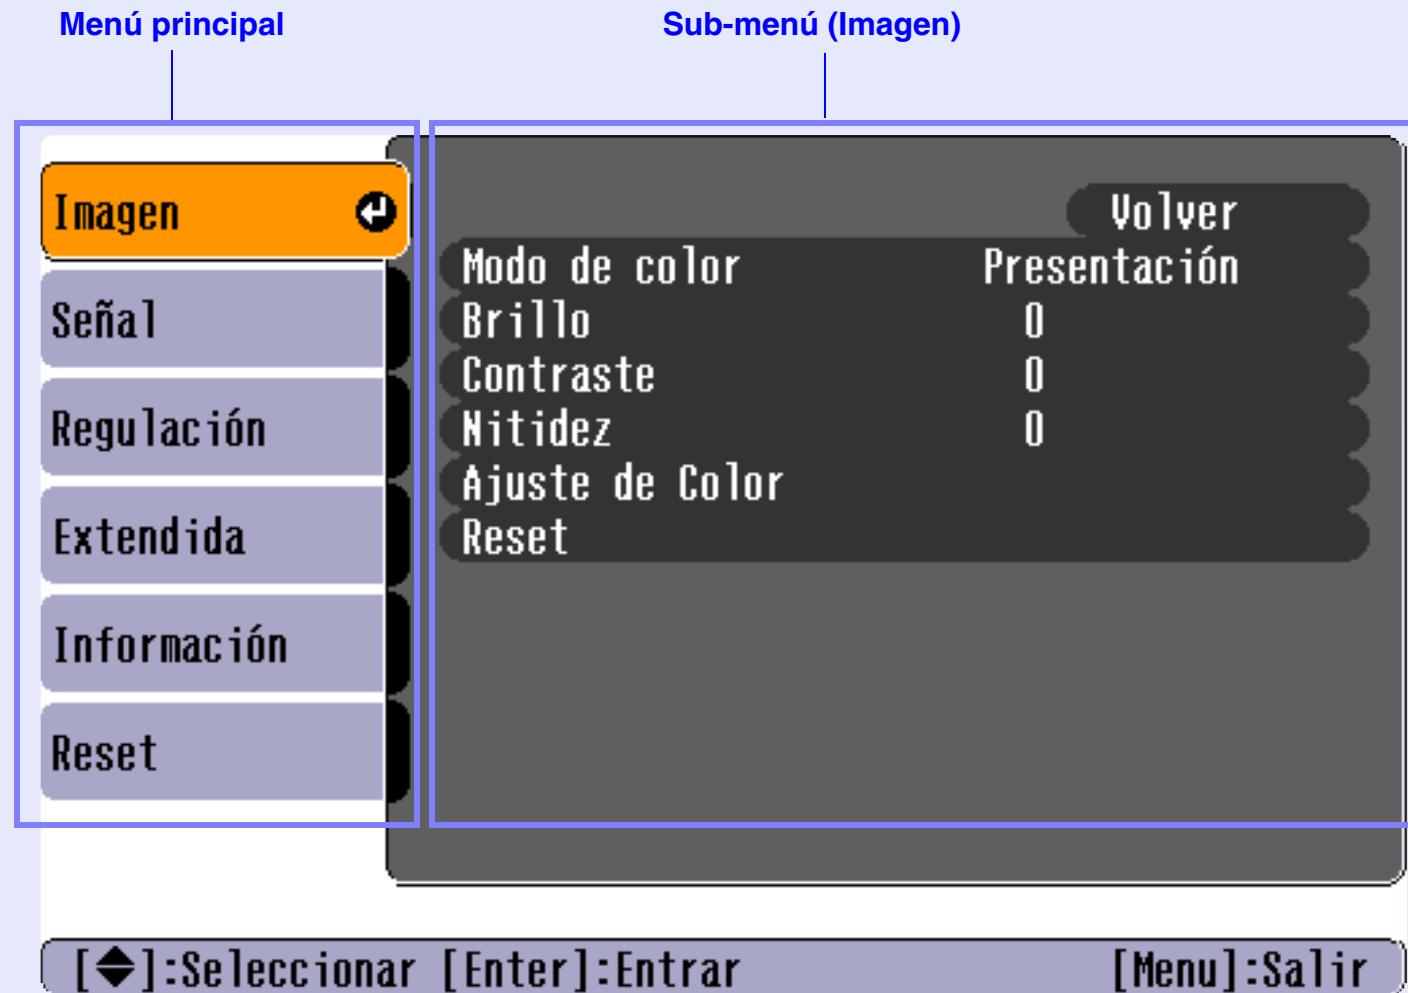 Menú principal
Sub-menú (Imagen)
Imagen
Señal
Regulación
Extendida
Información
Reset
Volver
Modo de color Presentación
Brillo 0
Contraste 0
Nitidez 0
Ajuste de Color
Reset
[◆]:Seleccionar [Enter]:Entrar [Menu]:Salir